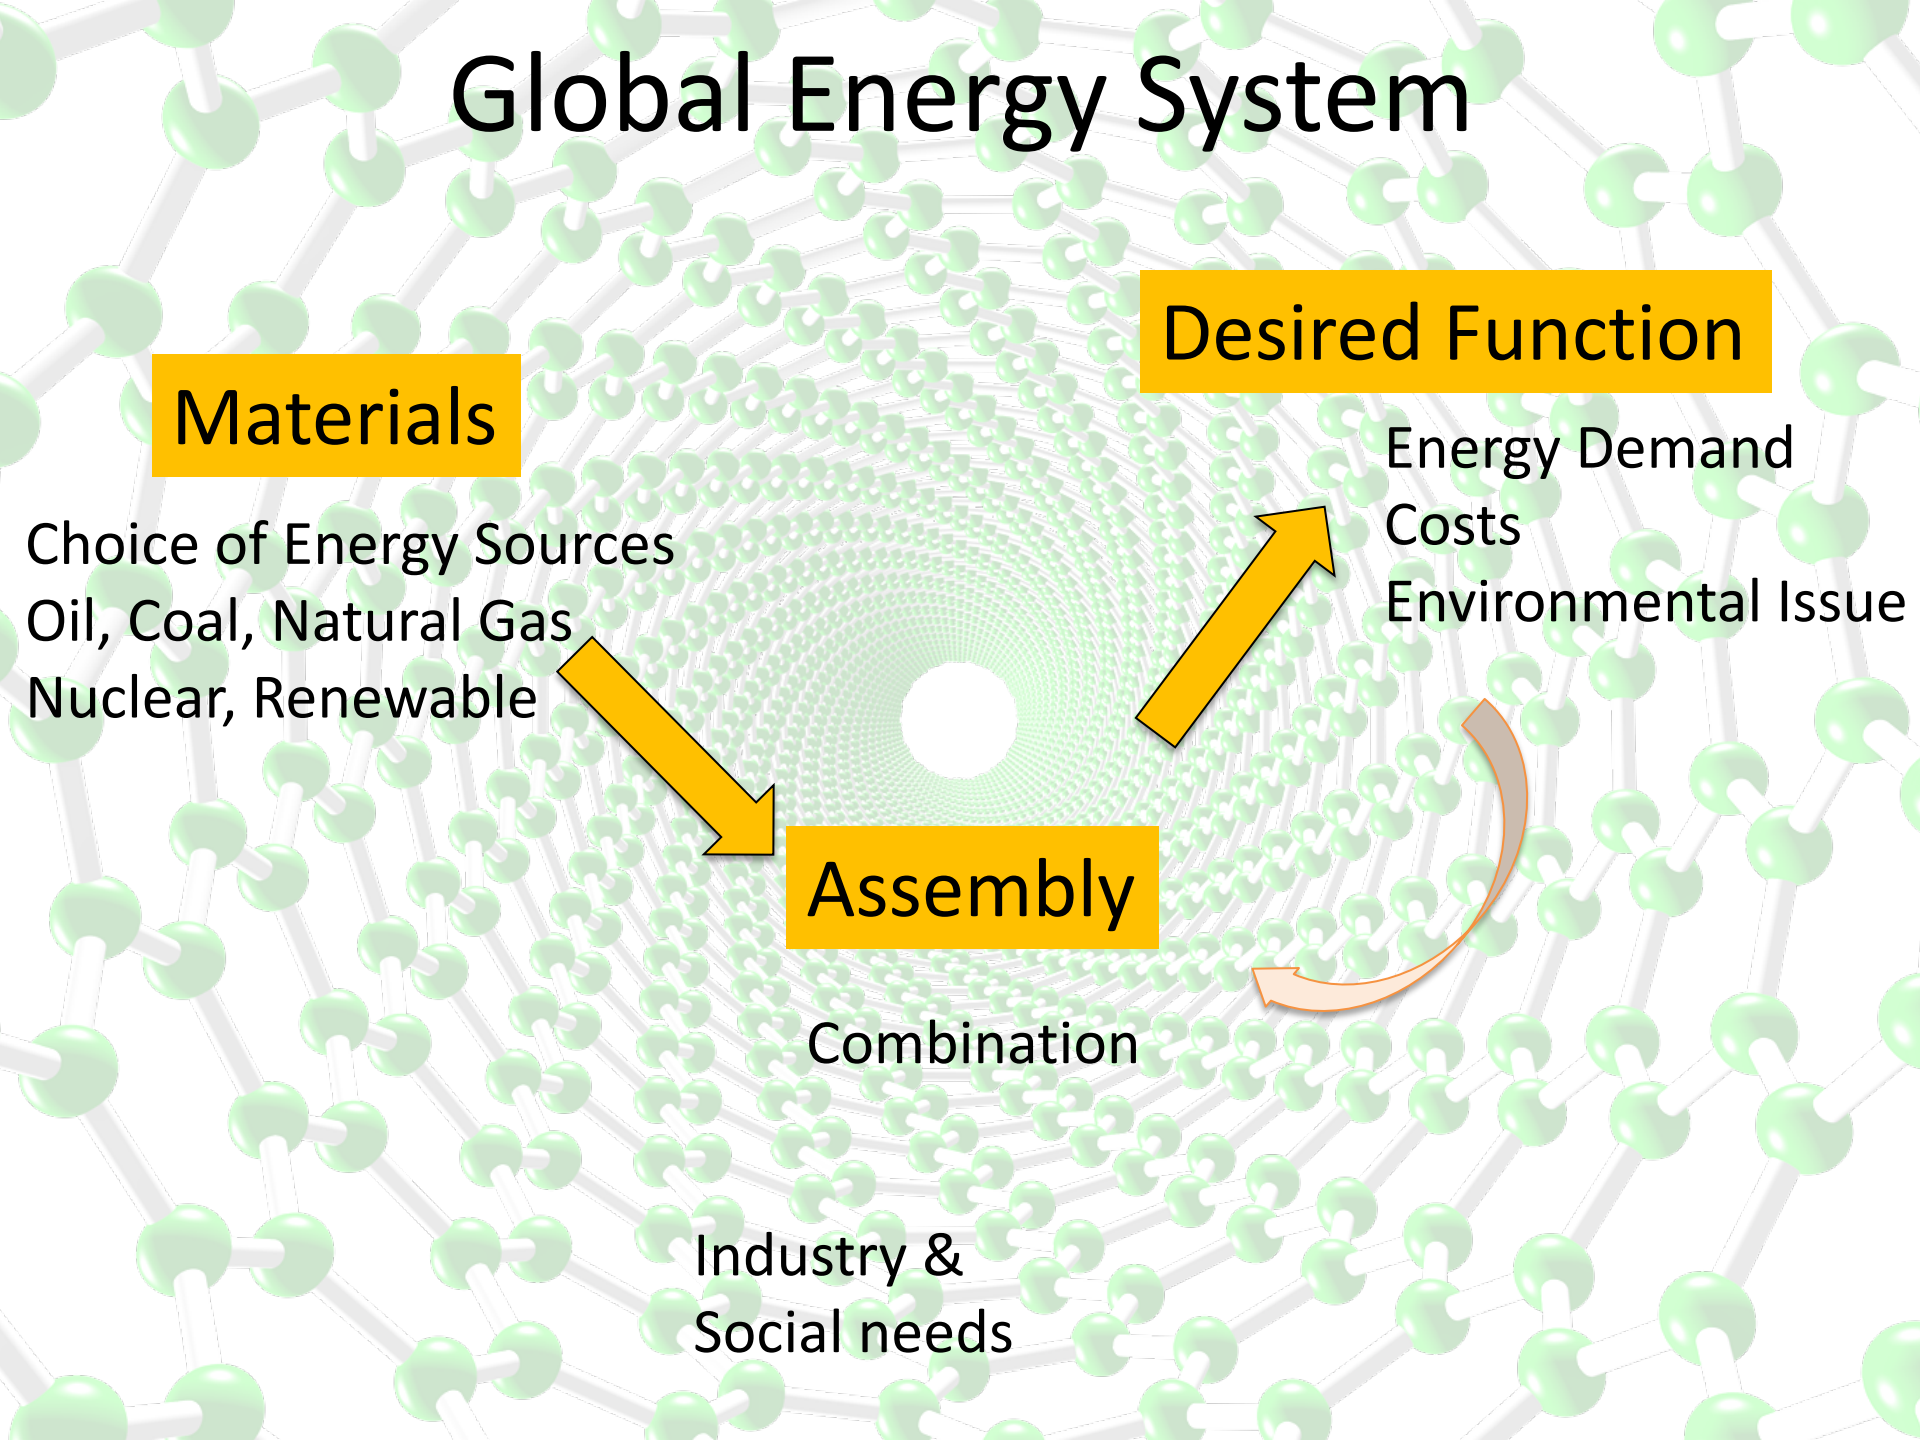 Global Energy System
Materials
Choice of Energy Sources
Oil, Coal, Natural Gas
Nuclear, Renewable
Desired Function
Energy Demand
Costs
Environmental Issue
Assembly
Combination
Industry &
Social needs